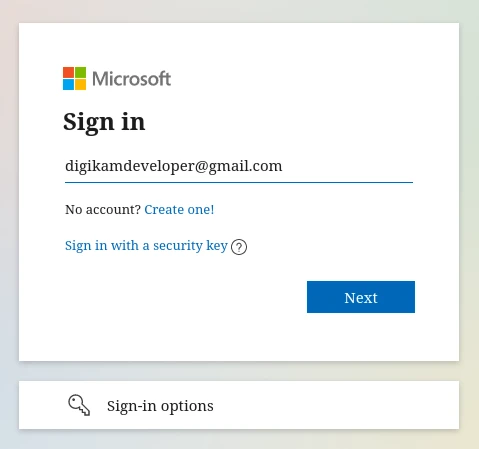 Microsoft
Sign in
digikamdeveloper@gmail.com
No account? Create one!
Sign in with a security key ?
Next
Sign-in options